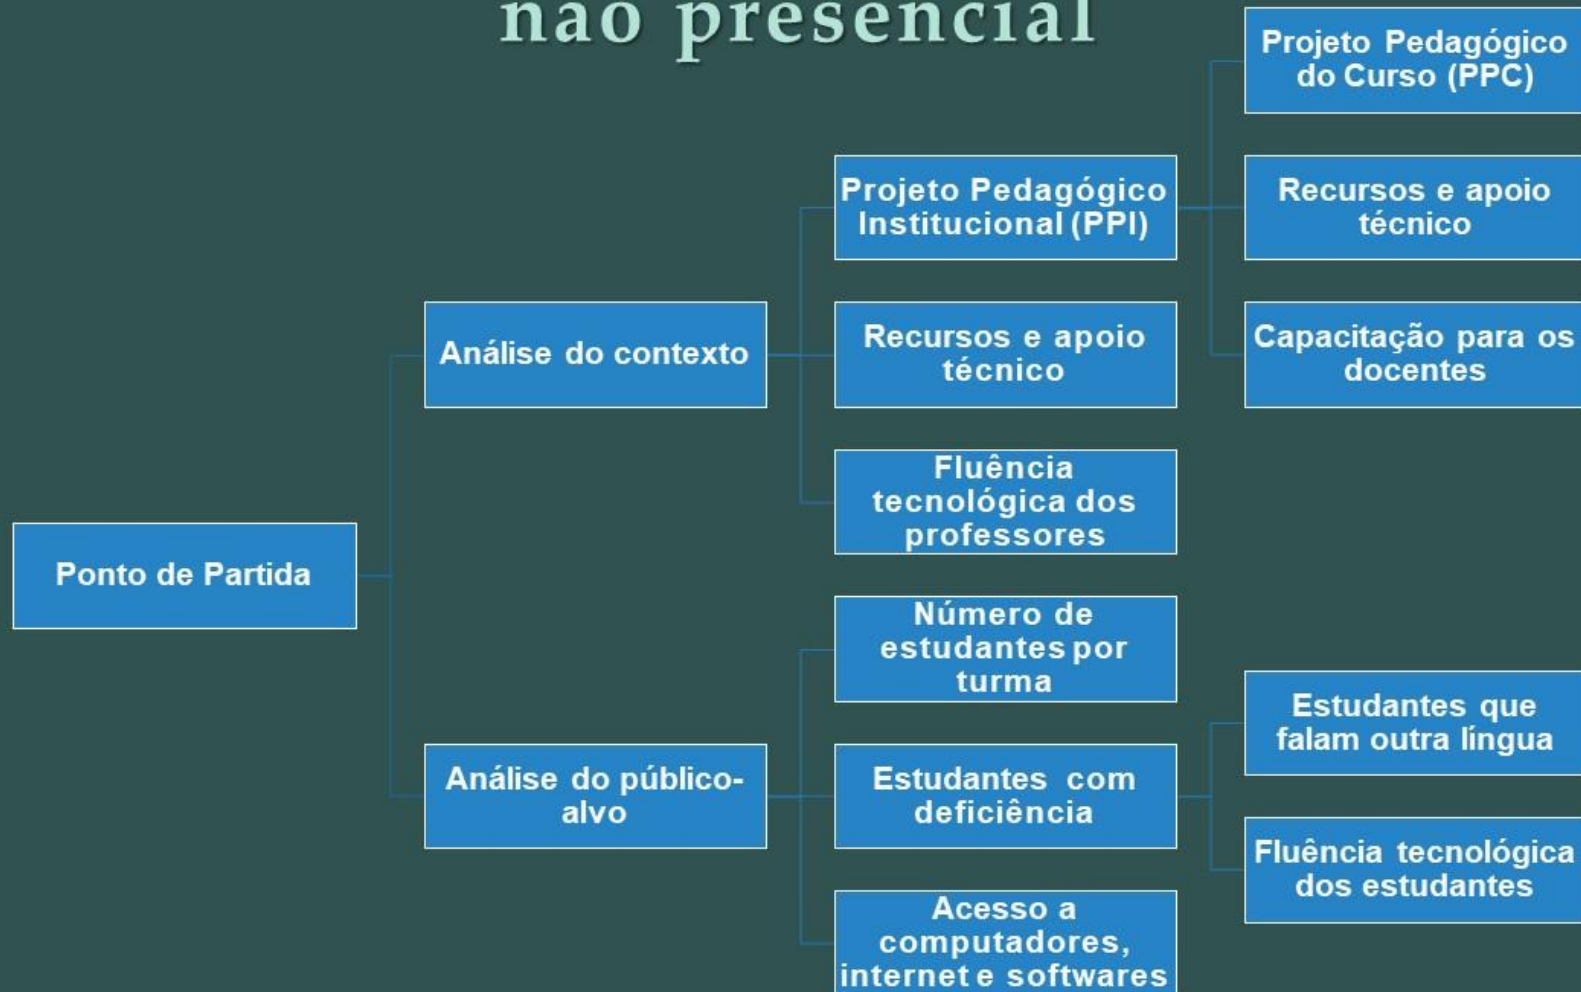 não presencial
Projeto Pedagógico
do Curso (PPC)
Projeto Pedagógico
Institucional (PPI)
Recursos e apoio
técnico
Análise do contexto
Recursos e apoio
técnico
Capacitação para os
docentes
Fluência
tecnológica dos
professores
Ponto de Partida
Número de
estudantes por
turma
Estudantes que
falam outra língua
Análise do público-
alvo
Estudantes com
deficiência
Fluência tecnológica
dos estudantes
Acesso a
computadores,
internet e softwares